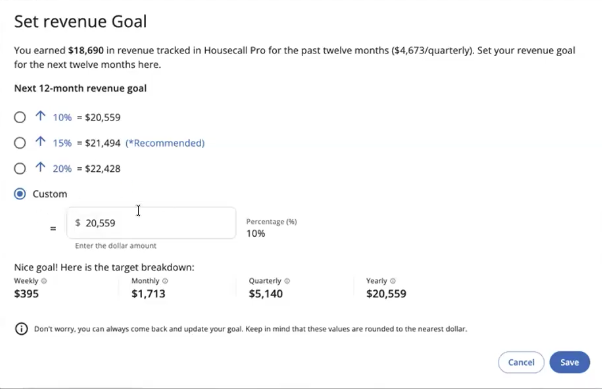 Set revenue Goal
You earned $18,690 in revenue tracked in Housecall Pro for the past twelve months ($4,673/quarterly). Set your revenue goal
for the next twelve months here.
Next 12-month revenue goal
↑ 10% = $20,559
↑ 15% = $21,494 (*Recommended)
↑ 20% = $22,428
Custom
= $ 20,559
Percentage (%)
10%
Enter the dollar amount
Nice goal! Here is the target breakdown:
Weekly Monthly Quarterly Yearly
$395 $1,713 $5,140 $20,559
Don't worry, you can always come back and update your goal. Keep in mind that these values are rounded to the nearest dollar.
Cancel Save